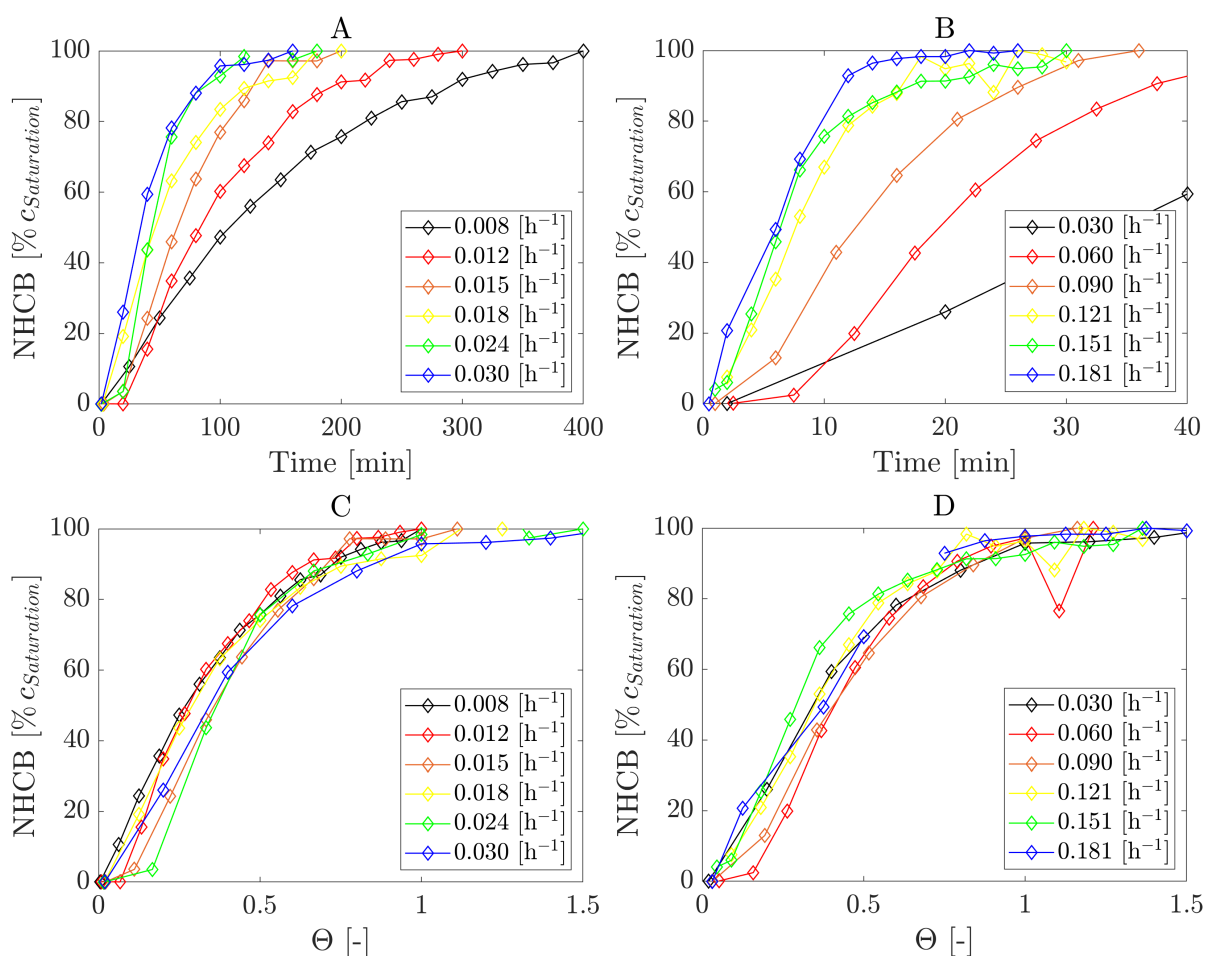 A
NHCB [% c_Saturation]
100
80
60
40
20
0
0 100 200 300 400
Time [min]
0.008 [h⁻¹]
0.012 [h⁻¹]
0.015 [h⁻¹]
0.018 [h⁻¹]
0.024 [h⁻¹]
0.030 [h⁻¹]
B
NHCB [% c_Saturation]
100
80
60
40
20
0
0 10 20 30 40
Time [min]
0.030 [h⁻¹]
0.060 [h⁻¹]
0.090 [h⁻¹]
0.121 [h⁻¹]
0.151 [h⁻¹]
0.181 [h⁻¹]
C
NHCB [% c_Saturation]
100
80
60
40
20
0
0 0.5 1 1.5
Θ [-]
0.008 [h⁻¹]
0.012 [h⁻¹]
0.015 [h⁻¹]
0.018 [h⁻¹]
0.024 [h⁻¹]
0.030 [h⁻¹]
D
NHCB [% c_Saturation]
100
80
60
40
20
0
0 0.5 1 1.5
Θ [-]
0.030 [h⁻¹]
0.060 [h⁻¹]
0.090 [h⁻¹]
0.121 [h⁻¹]
0.151 [h⁻¹]
0.181 [h⁻¹]